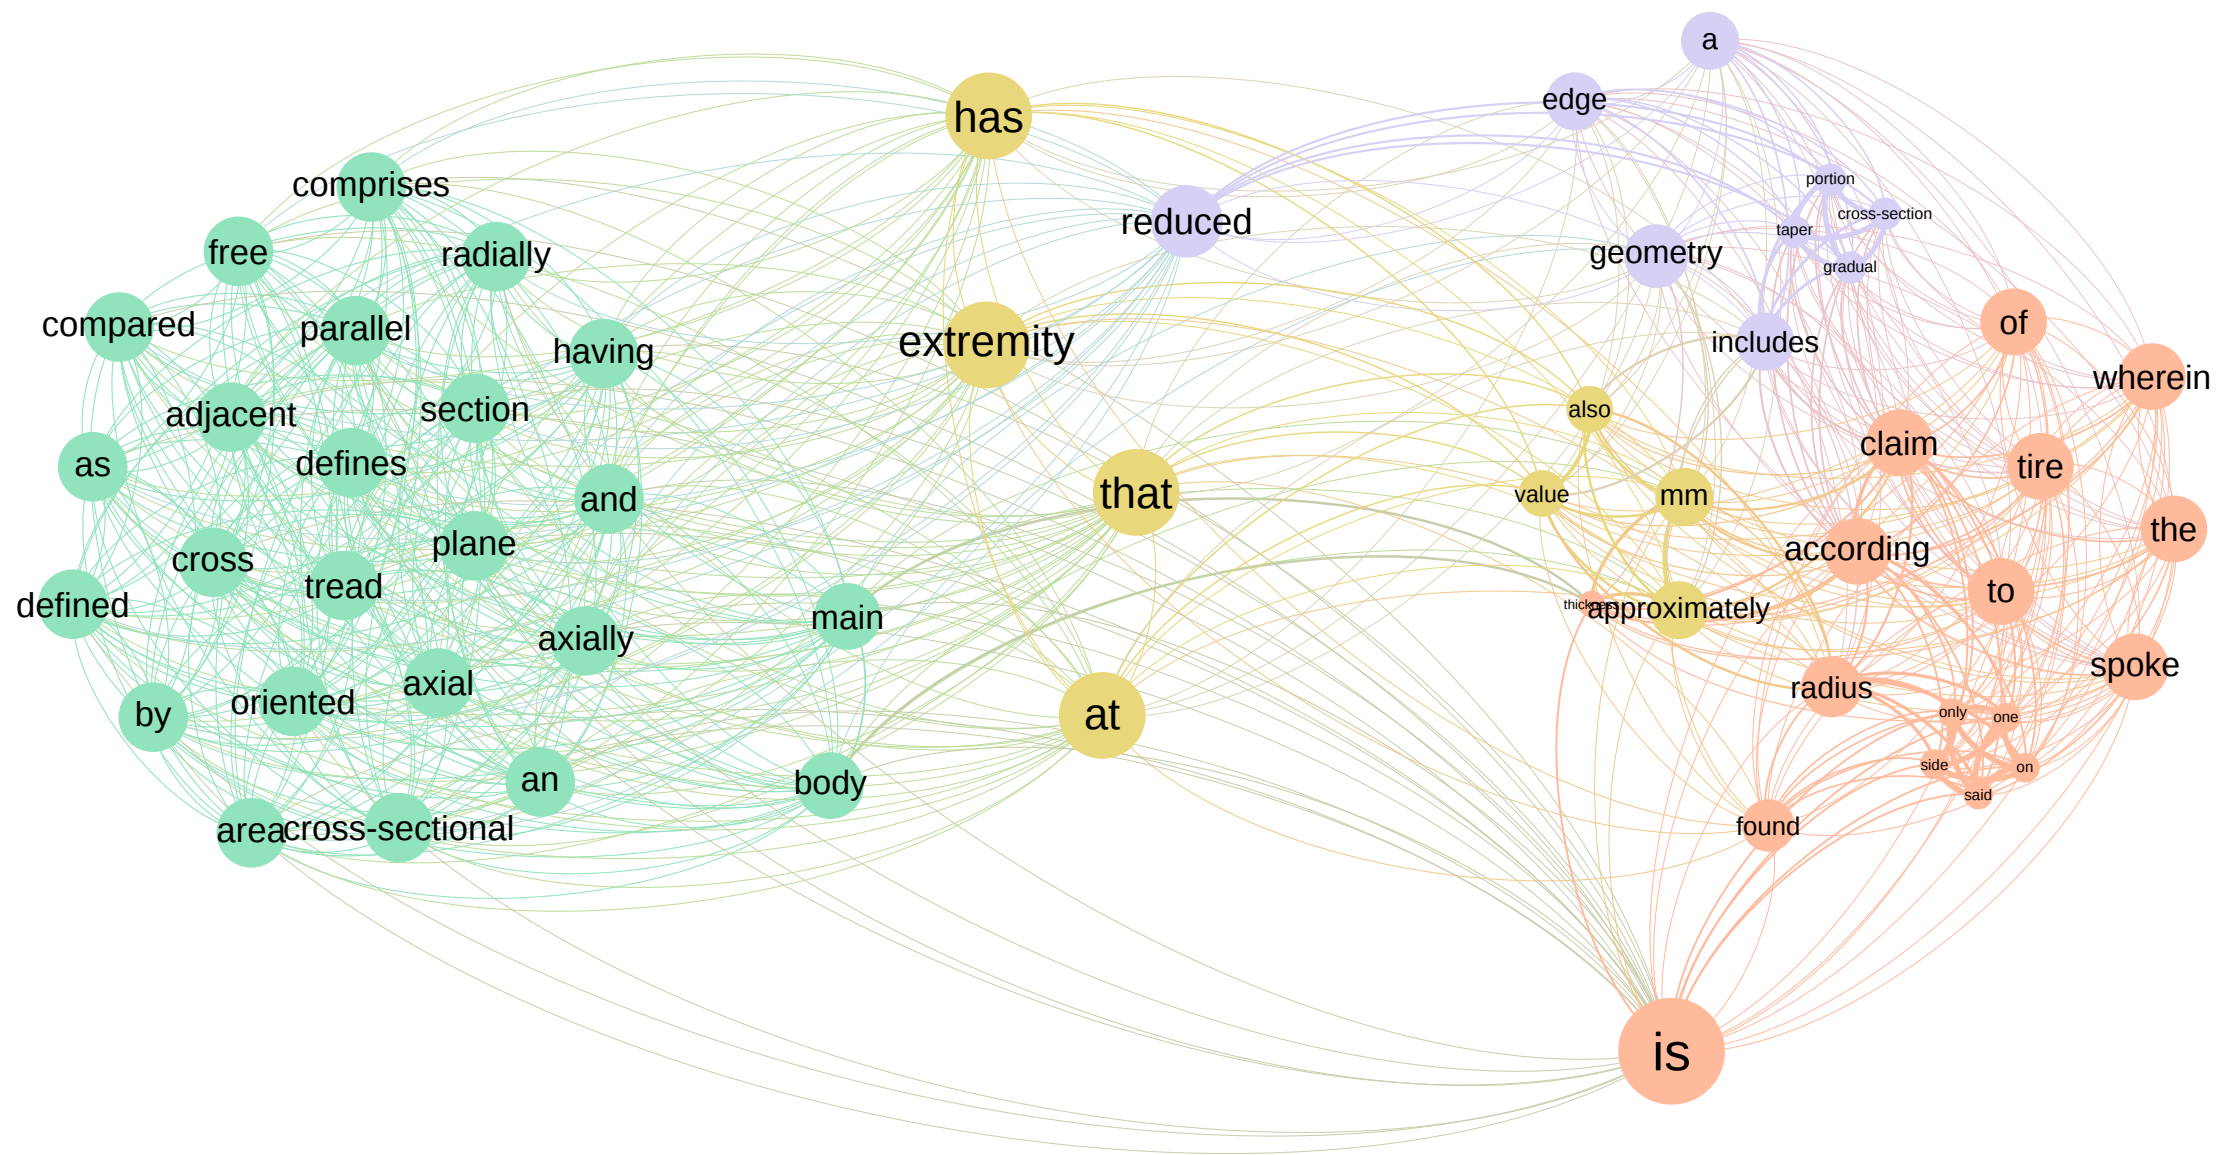 a
edge
has
portion
comprises
cross-section
reduced
taper
free
radially
geometry
gradual
compared
parallel
having
extremity
includes
of
wherein
adjacent
section
also
claim
as
defines
and
that
value
mm
tire
the
cross
plane
according
tread
defined
axially
main
thickness
approximately
to
spoke
by
oriented
axial
at
radius
only
one
an
body
side
on
said
area
cross-sectional
found
is